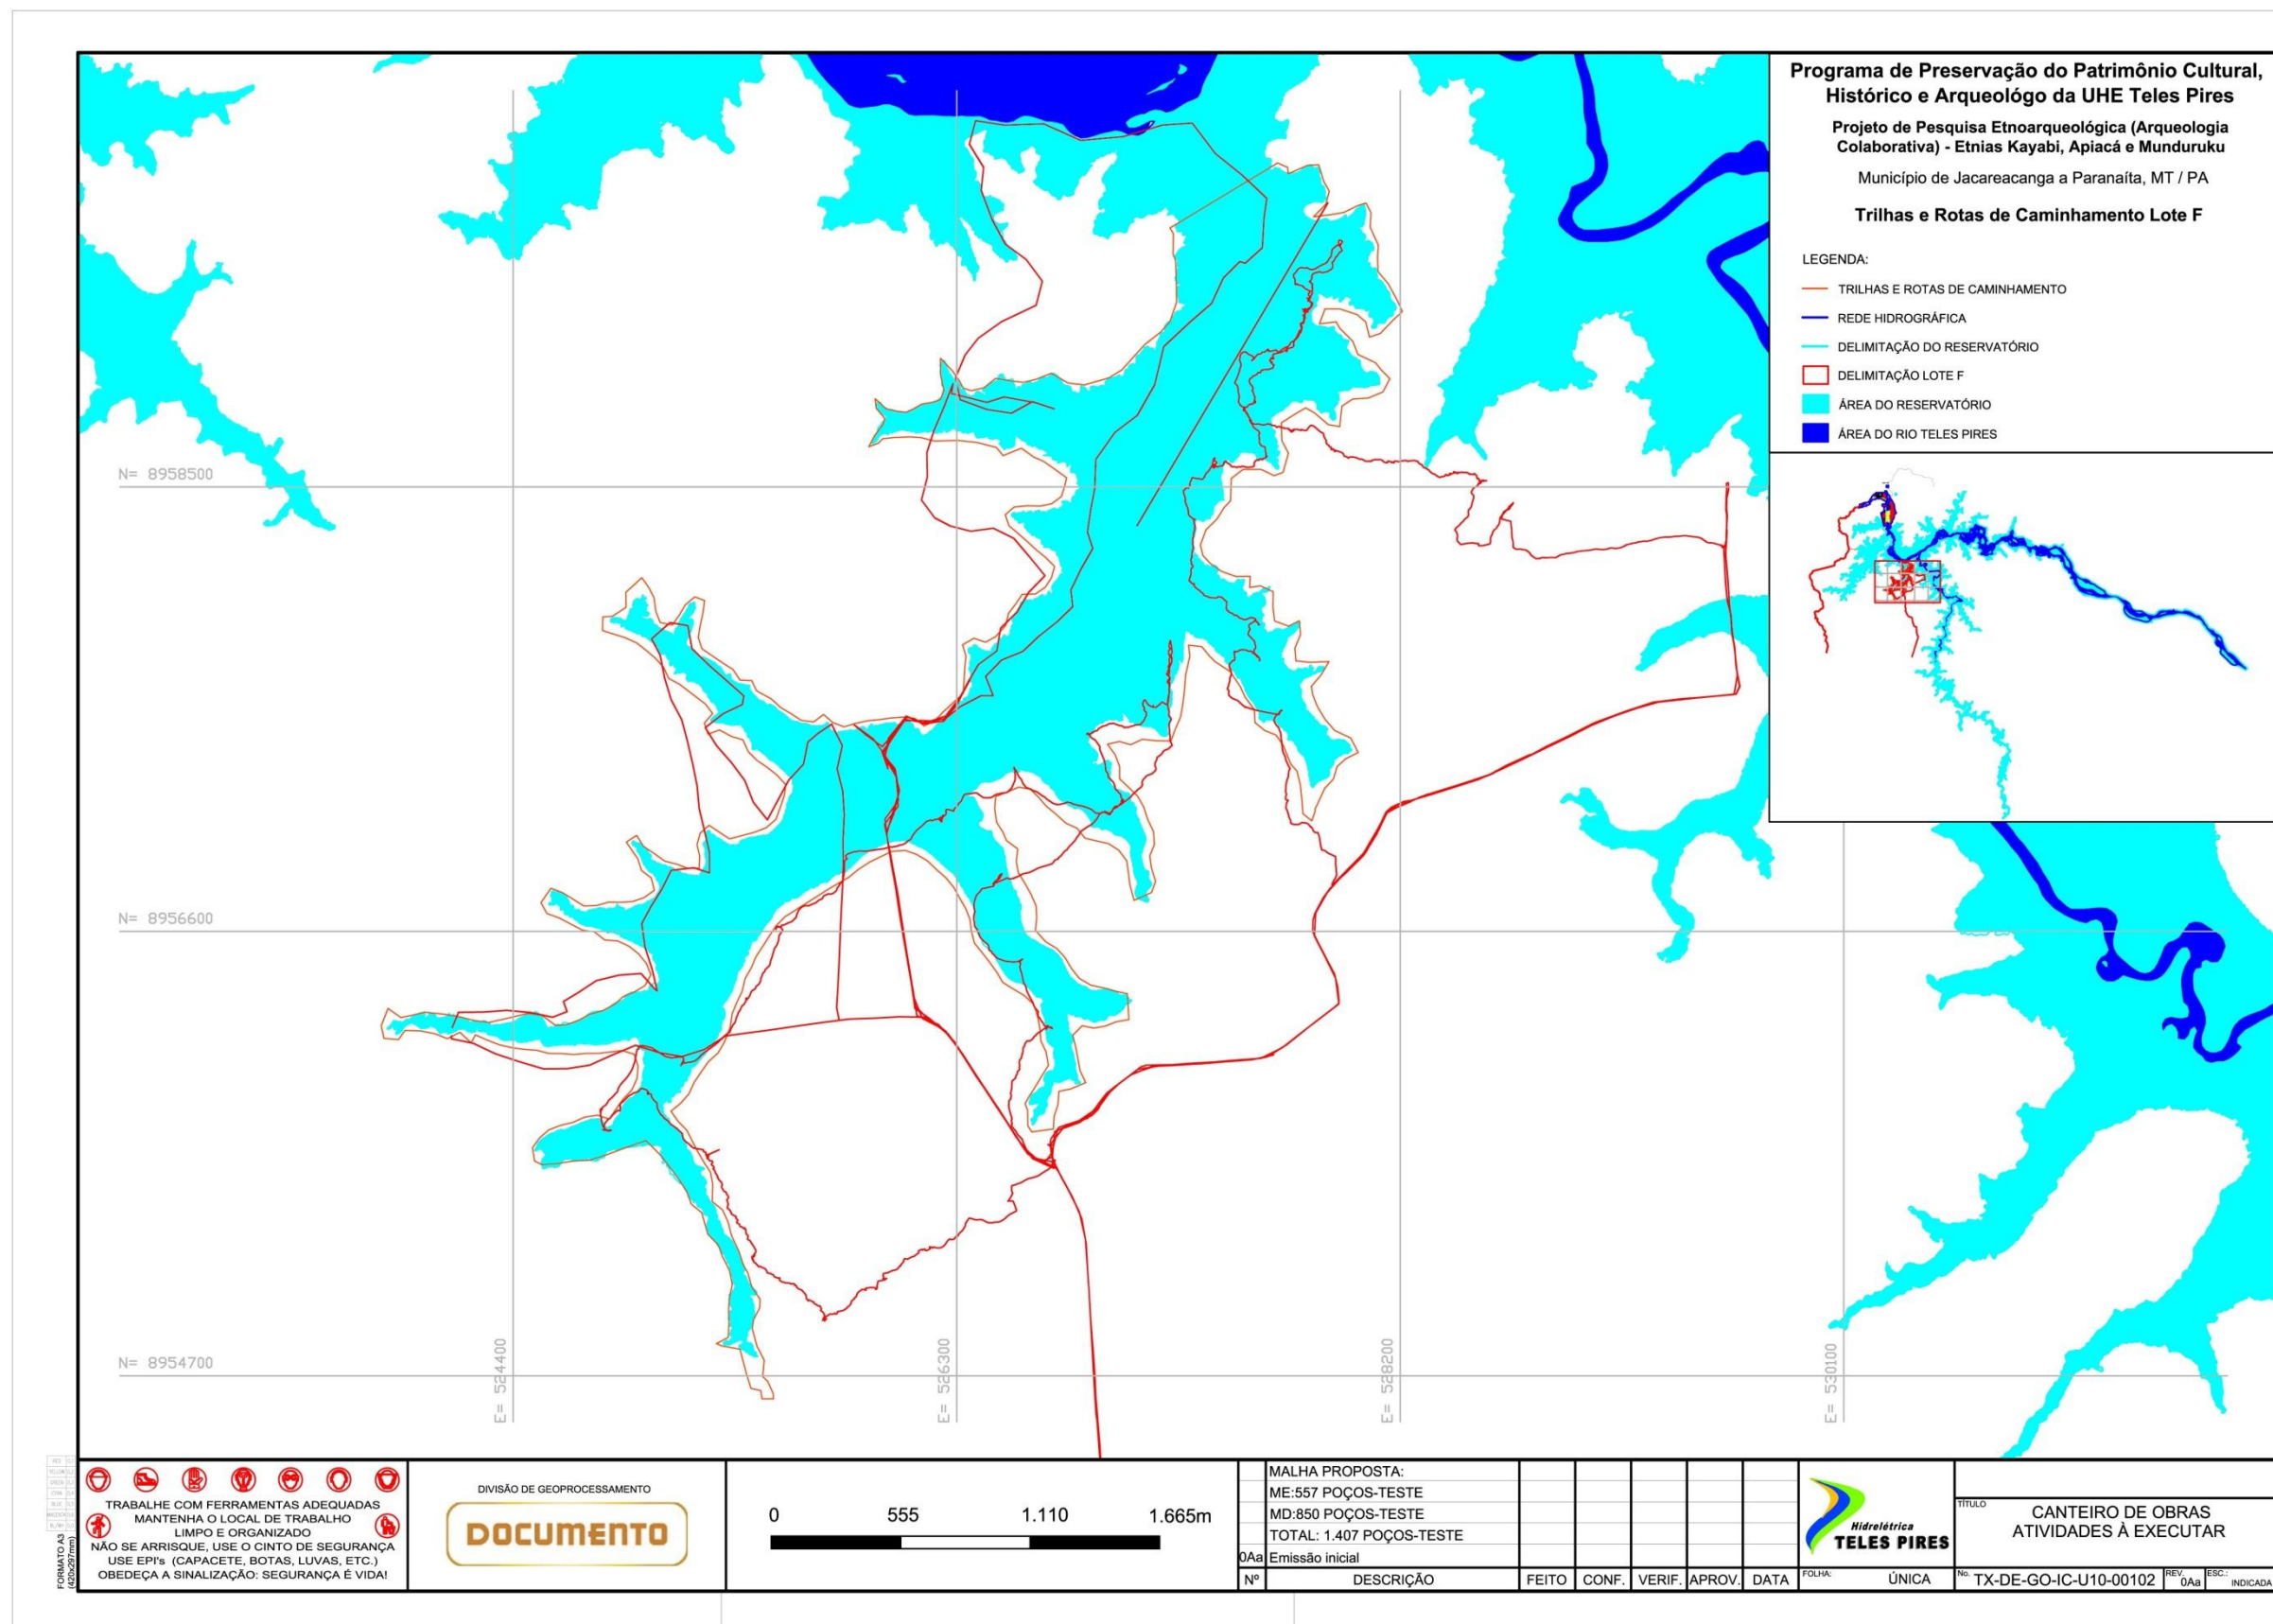 Programa de Preservação do Patrimônio Cultural,
Histórico e Arqueológo da UHE Teles Pires
Projeto de Pesquisa Etnoarqueológica (Arqueologia
Colaborativa) - Etnias Kayabi, Apiacá e Munduruku
Município de Jacareacanga a Paranaíta, MT / PA
Trilhas e Rotas de Caminhamento Lote F
LEGENDA:
TRILHAS E ROTAS DE CAMINHAMENTO
REDE HIDROGRÁFICA
DELIMITAÇÃO DO RESERVATÓRIO
DELIMITAÇÃO LOTE F
ÁREA DO RESERVATÓRIO
ÁREA DO RIO TELES PIRES
N= 8958500
N= 8956600
N= 8954700
E= 524400
E= 526300
E= 528200
E= 530100
FORMATO A3
(420x297mm)
TRABALHE COM FERRAMENTAS ADEQUADAS
MANTENHA O LOCAL DE TRABALHO
LIMPO E ORGANIZADO
NÃO SE ARRISQUE, USE O CINTO DE SEGURANÇA
USE EPI's (CAPACETE, BOTAS, LUVAS, ETC.)
OBEDEÇA A SINALIZAÇÃO: SEGURANÇA É VIDA!
DIVISÃO DE GEOPROCESSAMENTO
DOCUMENTO
0 555 1.110 1.665m
MALHA PROPOSTA:
ME:557 POÇOS-TESTE
MD:850 POÇOS-TESTE
TOTAL: 1.407 POÇOS-TESTE
0Aa Emissão inicial
Nº DESCRIÇÃO FEITO CONF. VERIF. APROV. DATA
Hidrelétrica
TELES PIRES
FOLHA: ÚNICA
TÍTULO
CANTEIRO DE OBRAS
ATIVIDADES À EXECUTAR
No. TX-DE-GO-IC-U10-00102 REV. 0Aa ESC.: INDICADA